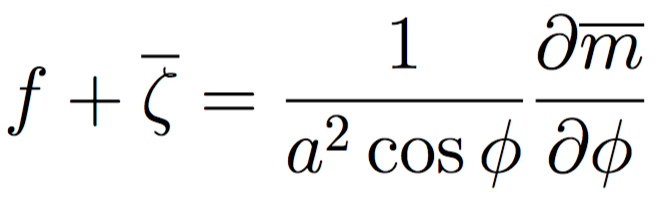 $f + \overline{\zeta} = \frac{1}{a^2 \cos \phi} \frac{\partial \overline{m}}{\partial \phi}$